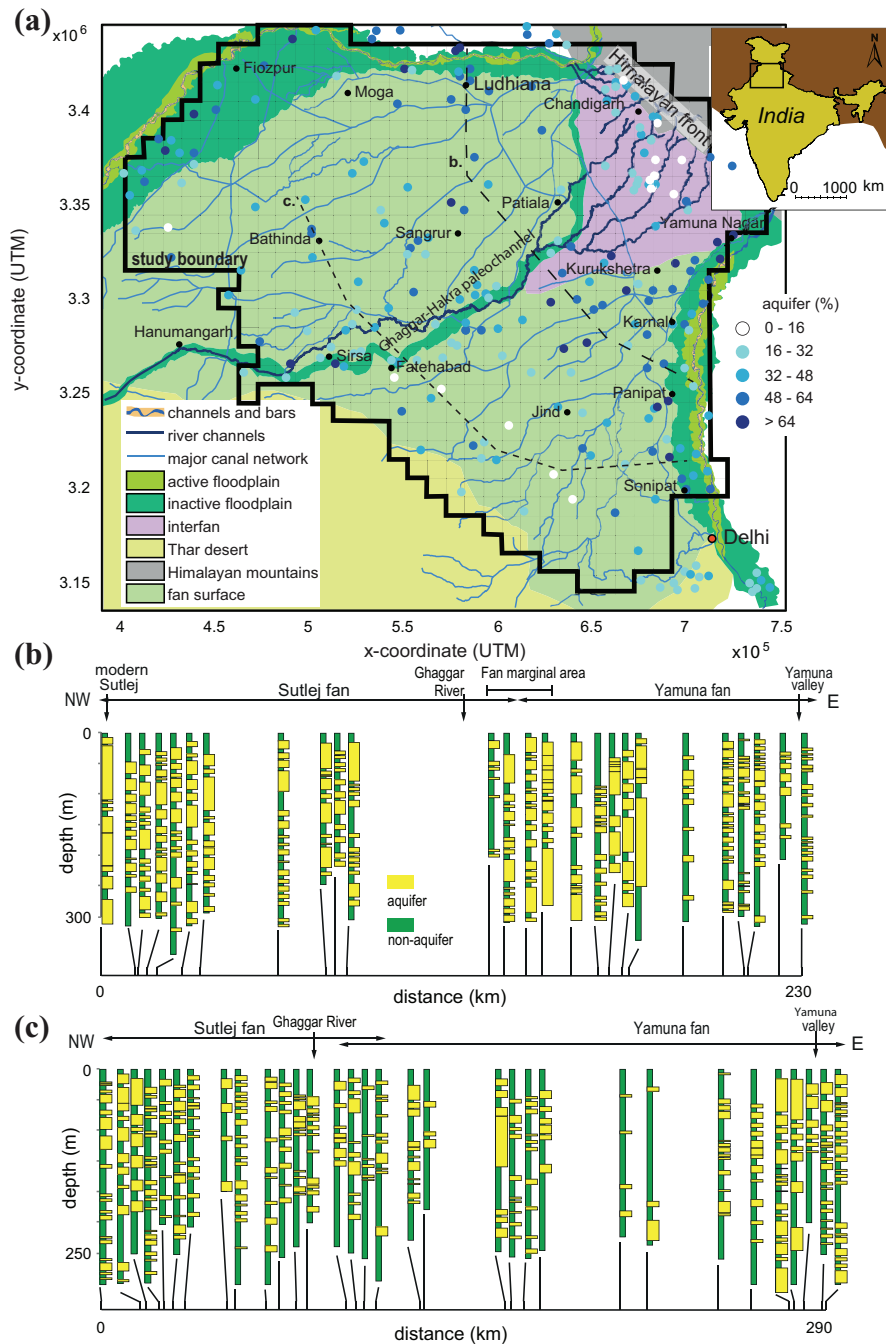 (a)
x10⁶
3.4
3.35
3.3
3.25
3.2
3.15
y-coordinate (UTM)
4
4.5
5
5.5
6
6.5
7
7.5
x-coordinate (UTM)
x10⁵
Fiozpur
Moga
Ludhiana
Chandigarh
Himalayan front
b.
c.
Patiala
Bathinda
Sangrur
Yamuna Nagar
study boundary
Kurukshetra
Ghaggar-Hakra paleochannel
Hanumangarh
Karnal
Sirsa
Fatehabad
Panipat
Jind
Sonipat
Delhi
N
India
0 1000 km
aquifer (%)
0 - 16
16 - 32
32 - 48
48 - 64
> 64
channels and bars
river channels
major canal network
active floodplain
inactive floodplain
interfan
Thar desert
Himalayan mountains
fan surface
(b)
modern
Sutlej
NW
Sutlej fan
Ghaggar
River
Fan marginal area
Yamuna fan
Yamuna
valley
E
0
300
depth (m)
aquifer
non-aquifer
0
distance (km)
230
(c)
NW
Sutlej fan
Ghaggar River
Yamuna fan
Yamuna
valley
E
0
250
depth (m)
0
distance (km)
290